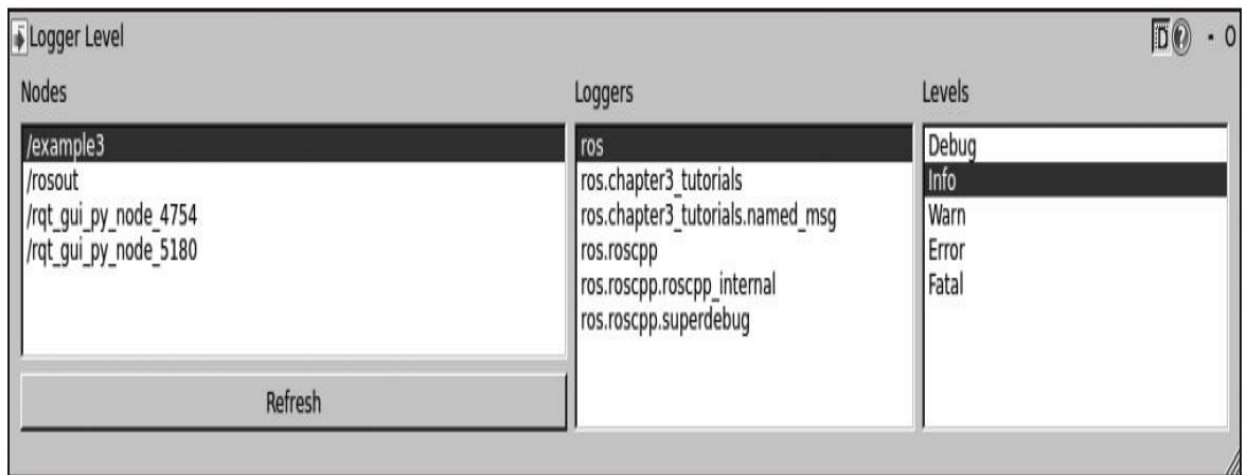 Logger Level
D ? - O
Nodes
/example3
/rosout
/rqt_gui_py_node_4754
/rqt_gui_py_node_5180
Refresh
Loggers
ros
ros.chapter3_tutorials
ros.chapter3_tutorials.named_msg
ros.roscpp
ros.roscpp.roscpp_internal
ros.roscpp.superdebug
Levels
Debug
Info
Warn
Error
Fatal